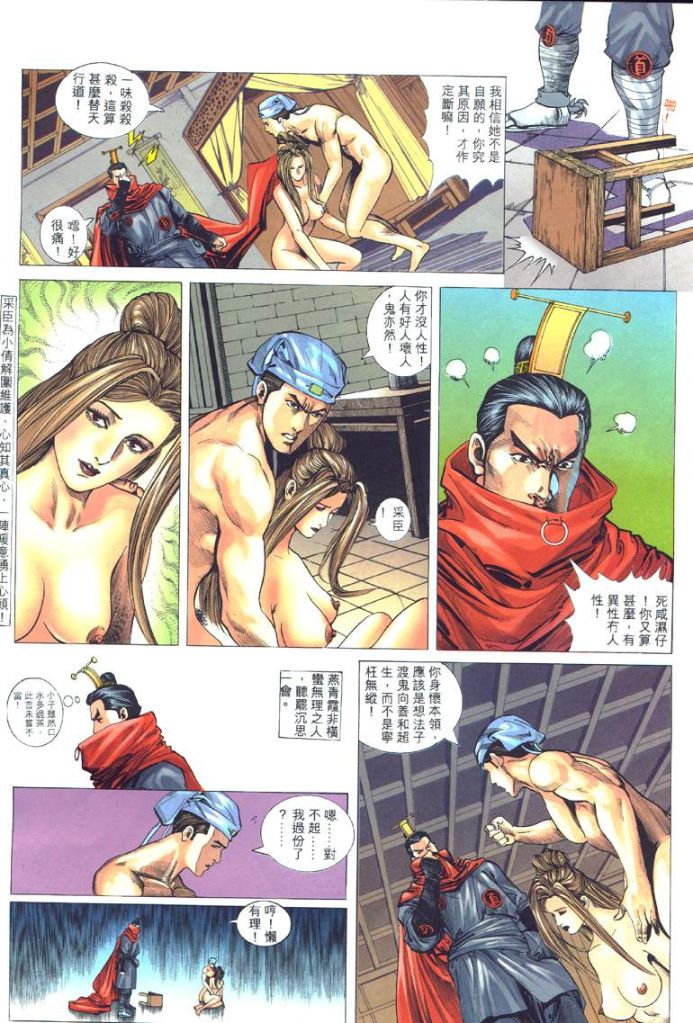 啪！
我相信她不是
自願的，你究
其原因，才作
定斷嘛！
一味殺殺
殺，這算
甚麼替天
行道！
嘩！好
很痛！
死咸濕仔
！你又算
甚麼，有
異性冇人
性！
你才沒人性！
人有好人壞人
，鬼亦然！
采臣
！
采臣為小倩解圍維護，心知其真心，一陣暖意勇上心頭！
你身懷本領，
應該是想法子
渡鬼向善和超
生，而不是寧
枉無縱！
燕青霞非橫
蠻無理之人
，聽罷沉思
一會。
小子雖然口
水多過茶，
此言未嘗不
當！
嗯……對
不起……
我過份了
？……
哼！懶
有理！